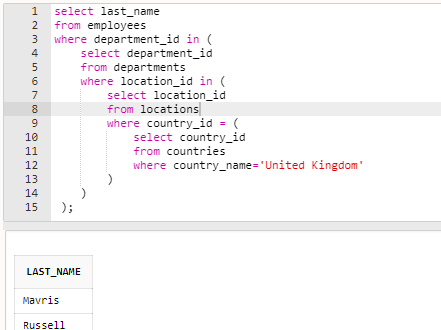 1 select last_name
2 from employees
3 where department_id in (
4 select department_id
5 from departments
6 where location_id in (
7 select location_id
8 from locations
9 where country_id = (
10 select country_id
11 from countries
12 where country_name='United Kingdom'
13 )
14 )
15 );
LAST_NAME
Mavris
Russell